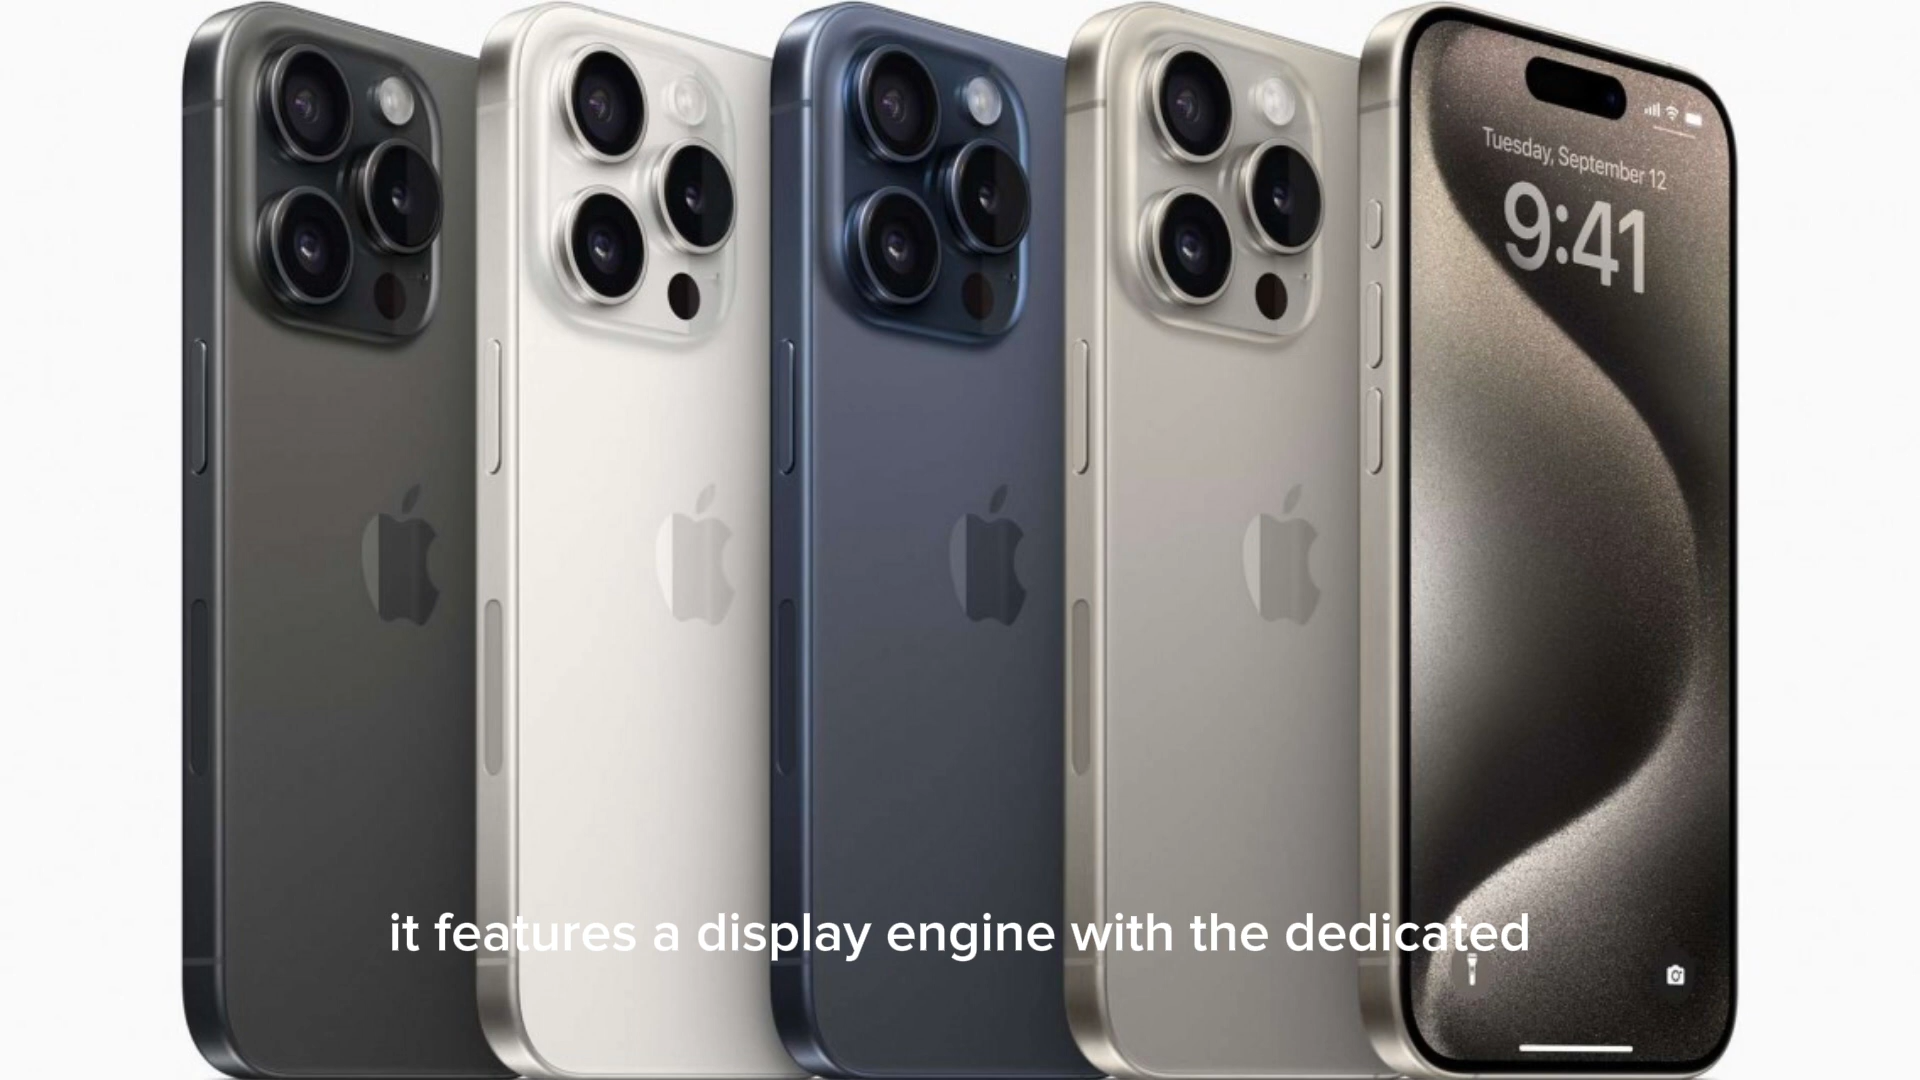 Tuesday, September 12
9:41
it features a display engine with the dedicated